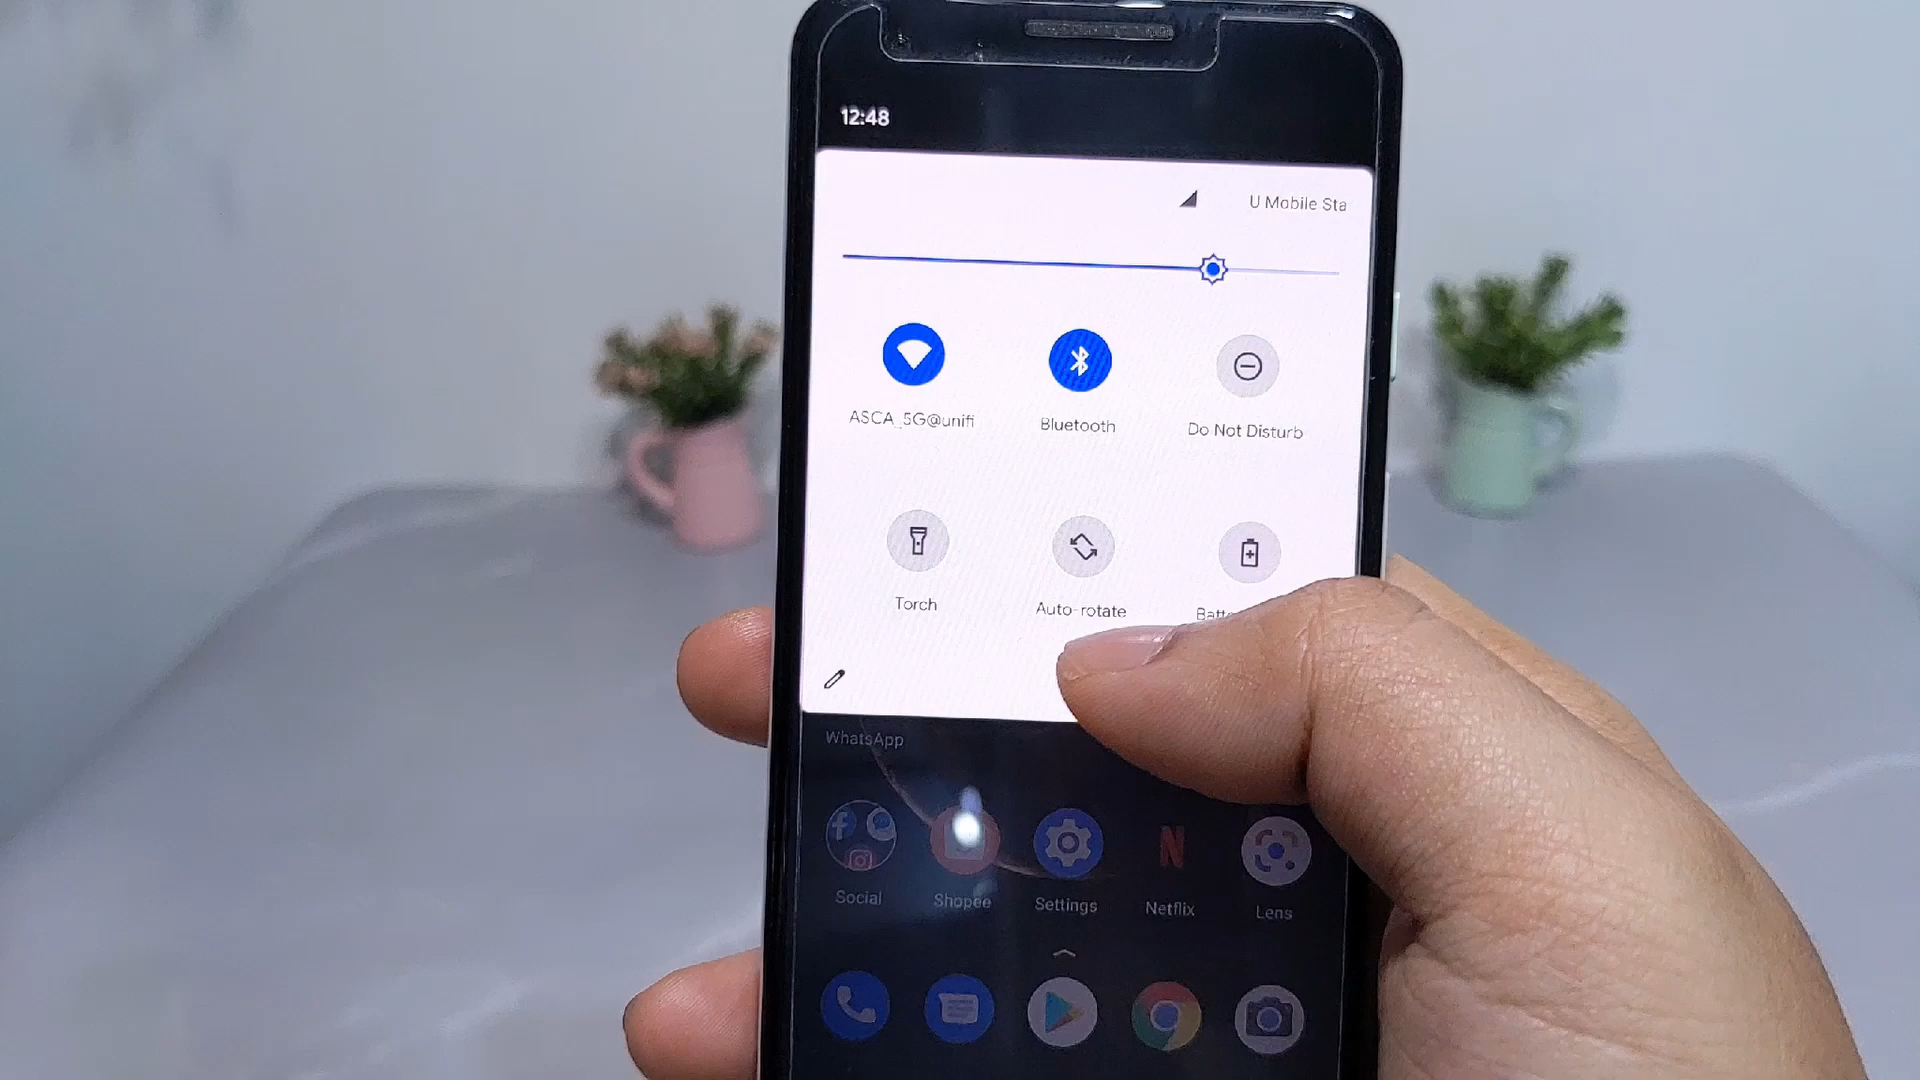 12:48
U Mobile Sta
ASCA_5G@unifi
Bluetooth
Do Not Disturb
Torch
Auto-rotate
WhatsApp
Social
Shopee
Settings
Netflix
Lens